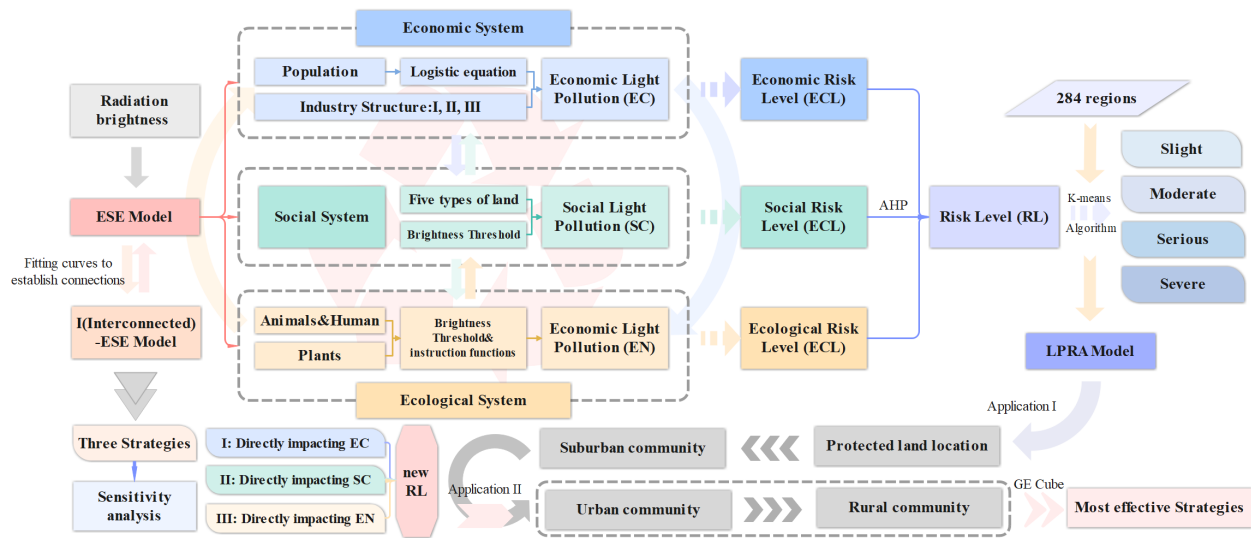 Economic System
Population
Logistic equation
Industry Structure:I, II, III
Economic Light
Pollution (EC)
Economic Risk
Level (ECL)
Radiation
brightness
284 regions
Slight
Moderate
Serious
Severe
K-means
Algorithm
ESE Model
Social System
Five types of land
Brightness Threshold
Social Light
Pollution (SC)
Social Risk
Level (ECL)
AHP
Risk Level (RL)
Fitting curves to
establish connections
I(Interconnected)
-ESE Model
Animals&Human
Plants
Brightness
Threshold&
instruction functions
Economic Light
Pollution (EN)
Ecological Risk
Level (ECL)
LPRA Model
Ecological System
Application I
Three Strategies
Sensitivity
analysis
I: Directly impacting EC
II: Directly impacting SC
III: Directly impacting EN
new
RL
Application II
Suburban community
Protected land location
Urban community
Rural community
GE Cube
Most effective Strategies